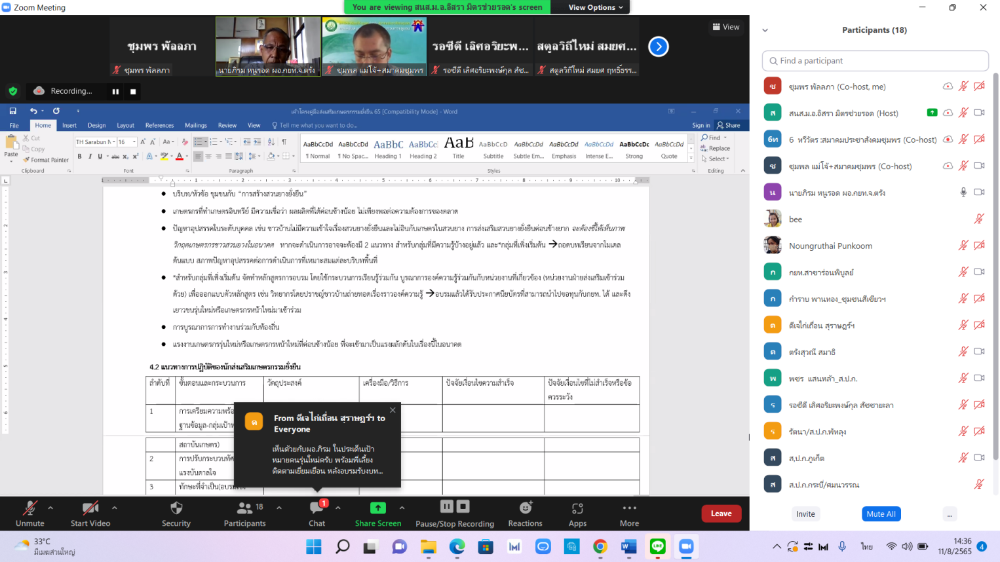 Zoom Meeting
You are viewing สนส.ม.อ.อิสรา มิตรช่วยรอด's screen
View Options
ชุมพร พัลลภา
รอซีดี เลิศอริยะพ...
สตูลวิถีใหม่ สมยศ...
View
ชุมพร พัลลภา
นายภิรม หนูรอด ผอ.กยท.จ.ตรัง
ชุมพล แม่โจ้+สมาคมชุมพร
รอซีดี เลิศอริยะพงษ์กุล สัช...
สตูลวิถีใหม่ สมยศ ฤทธิ์ธรร...
Recording...
เค้าโครงคู่มือส่งเสริมเกษตรกรรมยั่งยืน 65 [Compatibility Mode] - Word
File Home Insert Design Layout References Mailings Review View Tell me what you want to do... Sign in Share
Paste Cut Copy Format Painter
TH Sarabun N 16
Clipboard Font Paragraph Styles Editing
AaBbCcDd AaBbCcDd AaBbC AaBbCc AaB AaBbCcD AaBbCcDd AaBbCcDd AaBbCcDd AaBbCcDc AaBbCcDd
¶ Normal ¶ No Spac... Heading 1 Heading 2 Title Subtitle Subtle Em... Emphasis Intense E... Strong Quote
Find Replace Select
บริบท/หัวข้อ ชุมชนกับ “การสร้างสวนยางยั่งยืน”
เกษตรกรที่ทำเกษตรอินทรีย์ มีความเชื่อว่า ผลผลิตที่ได้ค่อนข้างน้อย ไม่เพียงพอต่อความต้องการของตลาด
ปัญหาอุปสรรคในระดับบุคคล เช่น ชาวบ้านไม่มีความเข้าใจเรื่องสวนยางยั่งยืนและไม่อินกับเกษตรในสวนยาง การส่งเสริมสวนยางยั่งยืนค่อนข้างยาก จะต้องชี้ให้เห็นภาพ
วิกฤตเกษตรกรชาวสวนยางในอนาคต หากจะดำเนินการอาจจะต้องมี 2 แนวทาง สำหรับกลุ่มที่มีความรู้บ้างอยู่แล้ว และ*กลุ่มที่เพิ่งเริ่มต้น →ถอดบทเรียนจากโมเดล
ต้นแบบ สภาพปัญหาอุปสรรคต่อการดำเนินการที่เหมาะสมแต่ละบริบทพื้นที่
*สำหรับกลุ่มที่เพิ่งเริ่มต้น จัดทำหลักสูตรการอบรม โดยใช้กระบวนการเรียนรู้ร่วมกัน บูรณาการองค์ความรู้ร่วมกันกับหน่วยงานที่เกี่ยวข้อง (หน่วยงานฝ่ายส่งเสริมเข้าร่วม
ด้วย) เพื่อออกแบบตัวหลักสูตร เช่น วิทยากรโดยปราชญ์ชาวบ้านถ่ายทอดเรื่องราวองค์ความรู้ →อบรมแล้วได้รับประกาศนียบัตรที่สามารถนำไปขอทุนกับกยท. ได้ และดึง
เยาวชนรุ่นใหม่หรือเกษตรกรหน้าใหม่มาเข้าร่วม
การบูรณาการการทำงานร่วมกับท้องถิ่น
แรงงานเกษตรกรรุ่นใหม่หรือเกษตรกรหน้าใหม่ที่ค่อนข้างน้อย ที่จะเข้ามาเป็นแรงผลักดันในเรื่องนี้ในอนาคต
4.2 แนวทางการปฏิบัติของนักส่งเสริมเกษตรกรรมยั่งยืน
ลำดับที่ ขั้นตอนและกระบวนการ วัตถุประสงค์ เครื่องมือ/วิธีการ ปัจจัยเงื่อนไขความสำเร็จ ปัจจัยเงื่อนไขที่ไม่สำเร็จหรือข้อ
ควรระวัง
1 การเตรียมความพร้อ
ฐานข้อมูล-กลุ่มเป้าห
สถาบันเกษตร)
2 การปรับกระบวนทัศ
แรงบันดาลใจ
3 ทักษะที่จำเป็น(อบรมเชิง
From ดีเจไก่เถื่อน สุราษฎร์ฯ to
Everyone
เห็นด้วยกับผอ.ภิรม ในประเด็นเป้า
หมายคนรุ่นใหม่ครับ พร้อมพี่เลี้ยง
ติดตามเยี่ยมเยือน หลังอบรมรับงบท...
Unmute Start Video Security Participants 18 Chat 1 Share Screen Pause/Stop Recording Reactions Apps More Leave
Participants (18)
Find a participant
ช ชุมพร พัลลภา (Co-host, me)
ส สนส.ม.อ.อิสรา มิตรช่วยรอด (Host)
6ท 6 ทวีวัตร :สมาคมประชาสังคมชุมพร (Co-host)
ช ชุมพล แม่โจ้+สมาคมชุมพร (Co-host)
น นายภิรม หนูรอด ผอ.กยท.จ.ตรัง
bee
Noungruthai Punkoom
ก กยท.สาขาร่อนพิบูลย์
ก กำราบ พานทอง_ชุมชนสีเขียวฯ
ด ดีเจไก่เถื่อน สุราษฎร์ฯ
ต ตรังสุวณี สมาธิ
พ พชร แสนหล้า_ส.ป.ก.
ร รอซีดี เลิศอริยะพงษ์กุล สัชชายะลา
ร รัตนา/ส.ป.ก.พัทลุง
ส ส,ป.ก.ภูเก็ต
ส ส.ป.ก.กระบี่/ศมนวรรณ
Invite Mute All ...
33°C
มีเมฆส่วนใหญ่
ไทย
14:36
11/8/2565
4